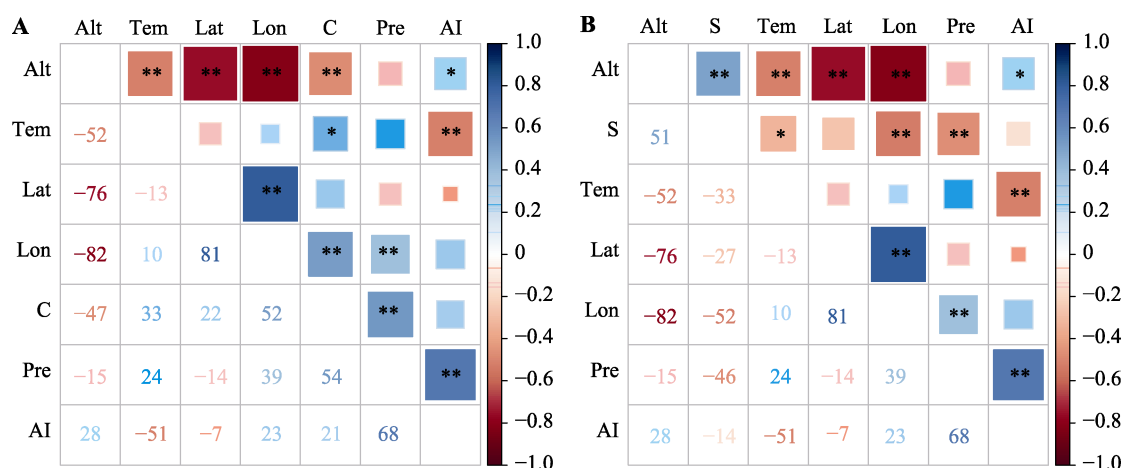 A Alt Tem Lat Lon C Pre AI
Alt ** ** ** ** *
Tem −52 * **
Lat −76 −13 **
Lon −82 10 81 ** **
C −47 33 22 52 **
Pre −15 24 −14 39 54 **
AI 28 −51 −7 23 21 68
1.0
0.8
0.6
0.4
0.2
0
−0.2
−0.4
−0.6
−0.8
−1.0
B Alt S Tem Lat Lon Pre AI
Alt ** ** ** ** *
S 51 * ** **
Tem −52 −33 **
Lat −76 −27 −13 **
Lon −82 −52 10 81 **
Pre −15 −46 24 −14 39 **
AI 28 −14 −51 −7 23 68
1.0
0.8
0.6
0.4
0.2
0
−0.2
−0.4
−0.6
−0.8
−1.0